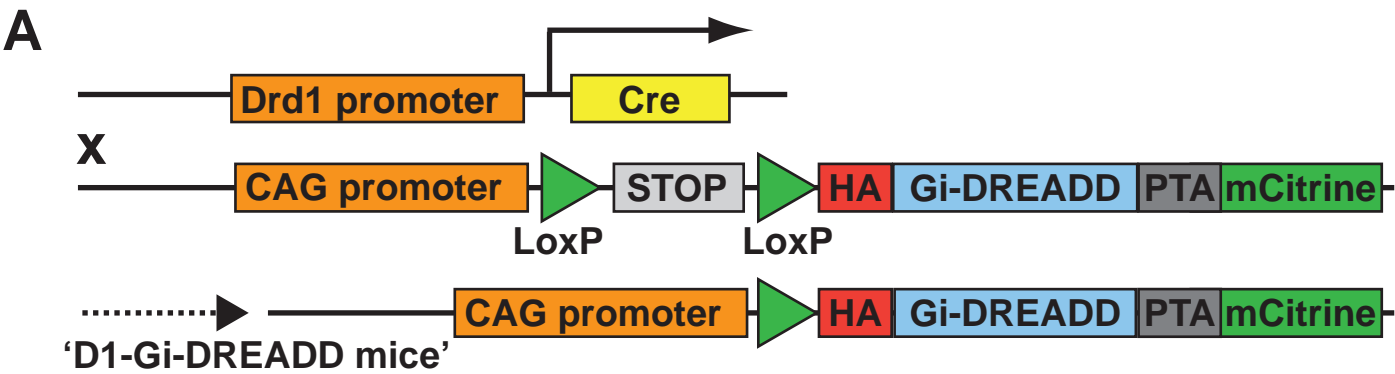 A
Drd1 promoter Cre
x
CAG promoter STOP HA Gi-DREADD PTA mCitrine
LoxP LoxP
CAG promoter HA Gi-DREADD PTA mCitrine
‘D1-Gi-DREADD mice’